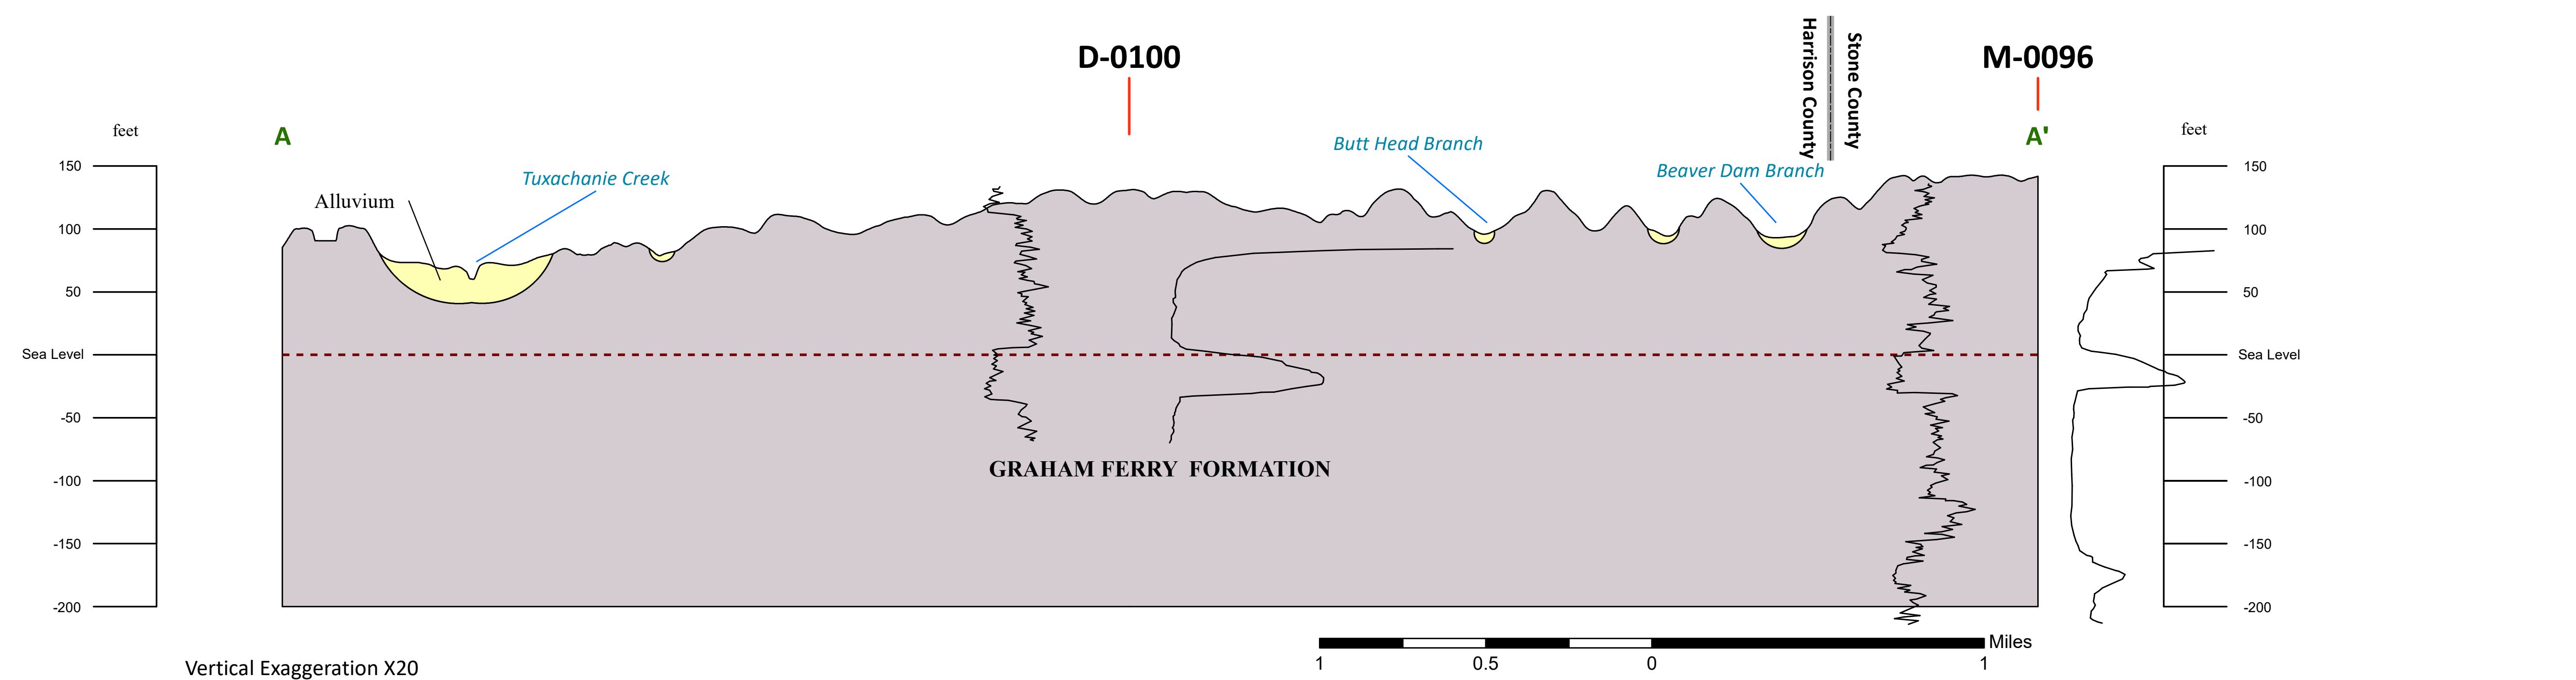 Harrison County
Stone County
D-0100
M-0096
feet
A
A'
feet
Butt Head Branch
Beaver Dam Branch
Tuxachanie Creek
Alluvium
150
100
50
Sea Level
-50
-100
-150
-200
150
100
50
Sea Level
-50
-100
-150
-200
GRAHAM FERRY FORMATION
Miles
1 0.5 0 1
Vertical Exaggeration X20